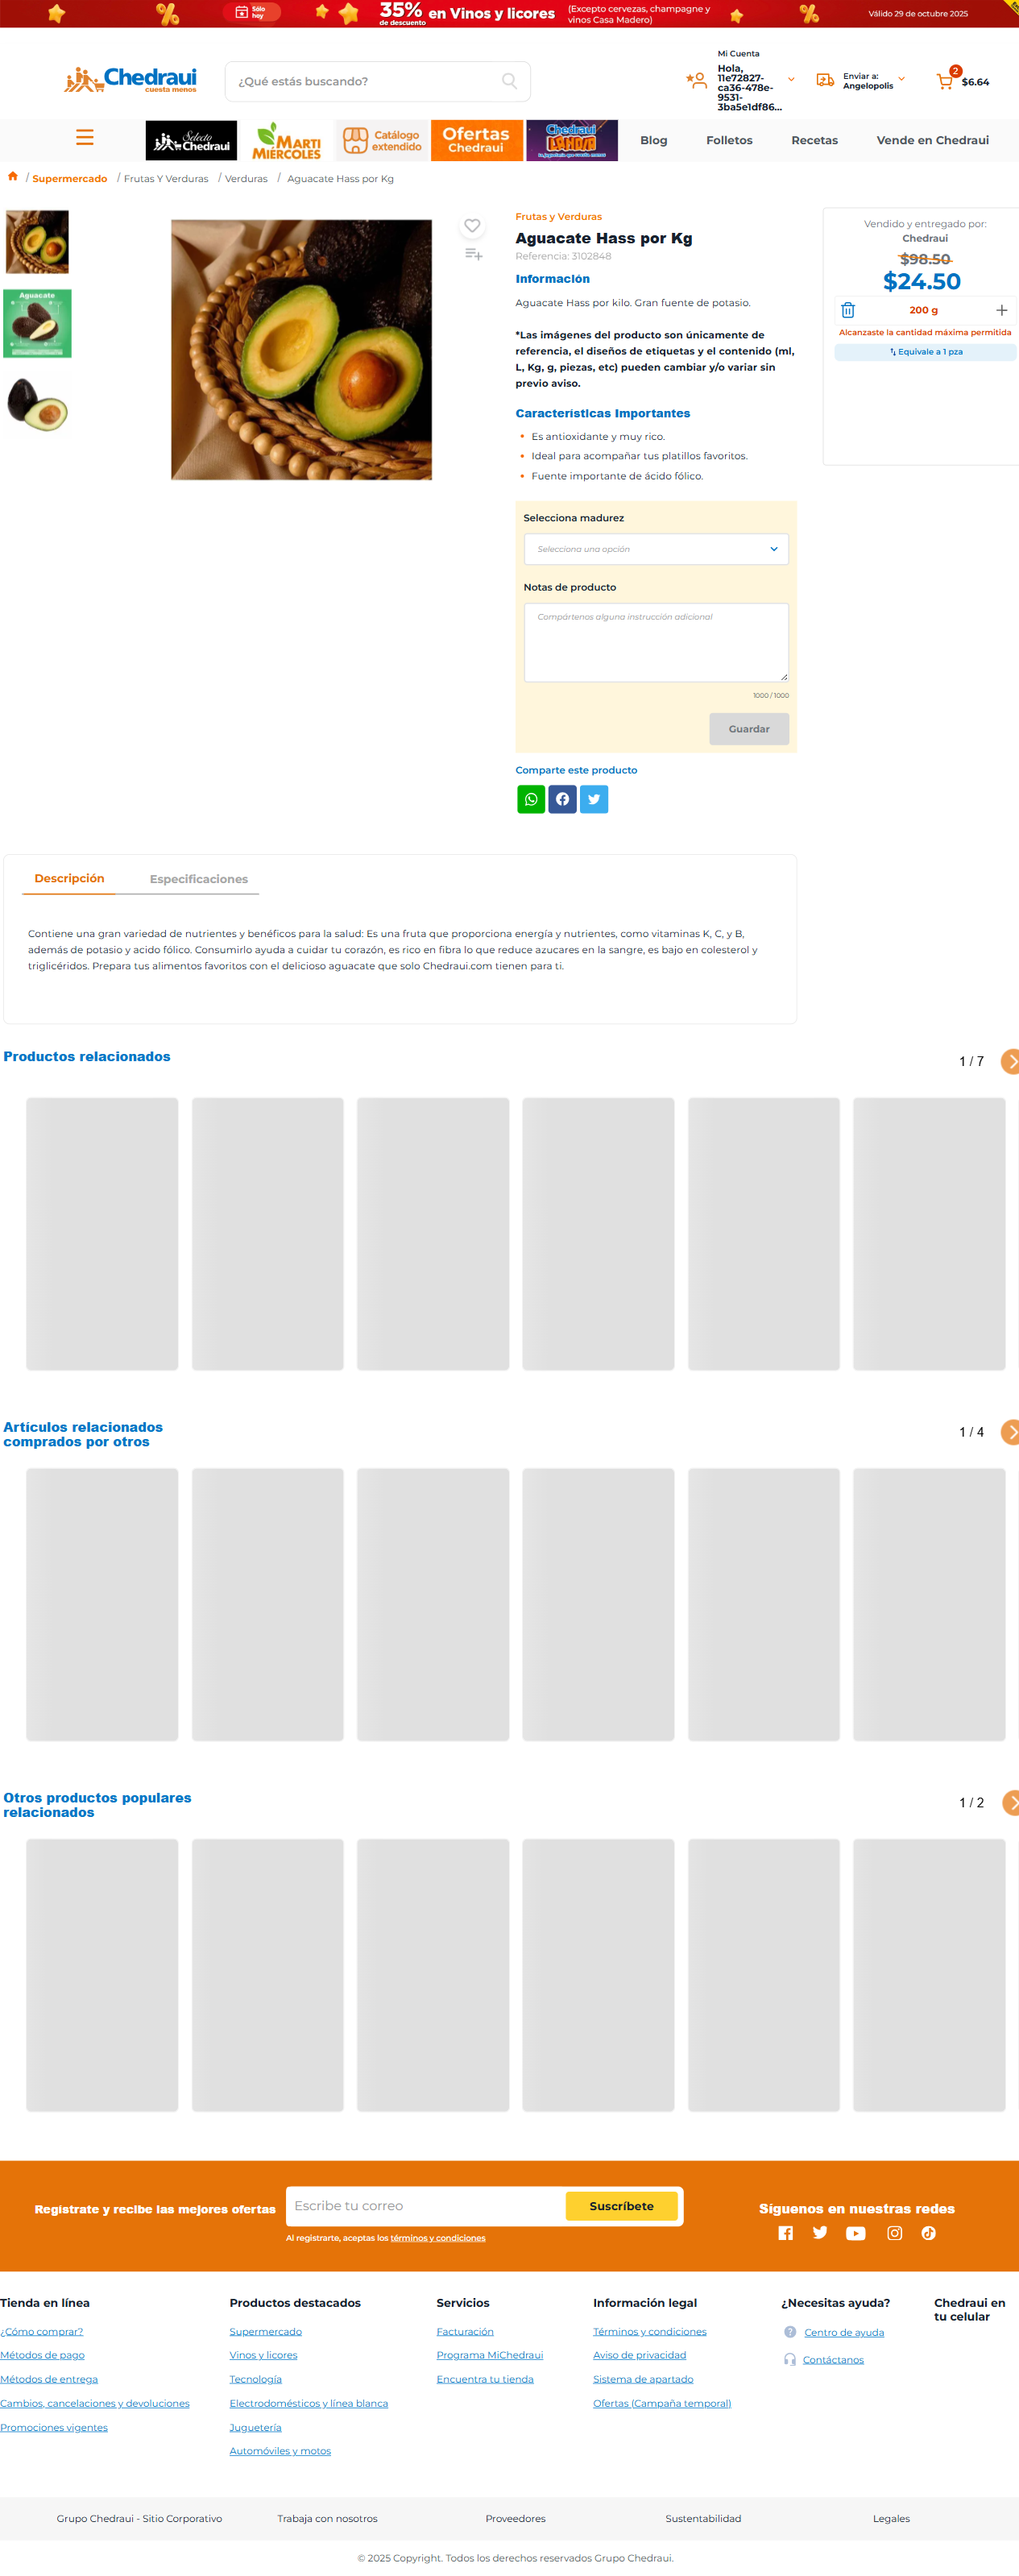 Sólo hoy
35% de descuento en Vinos y licores
(Excepto cervezas, champagne y
vinos Casa Madero)
Válido 29 de octubre 2025
Chedraui
cuesta menos
¿Qué estás buscando?
Mi Cuenta
Hola,
11e72827-
ca36-478e-
9531-
3ba5e1df86...
Enviar a:
Angelopolis
2
$6.64
Selecto
Chedraui
MARTI
MIÉRCOLES
Catálogo
extendido
Ofertas
Chedraui
Chedraui
Blog
Folletos
Recetas
Vende en Chedraui
/ Supermercado / Frutas Y Verduras / Verduras / Aguacate Hass por Kg
Aguacate
Frutas y Verduras
Aguacate Hass por Kg
Referencia: 3102848
Información
Aguacate Hass por kilo. Gran fuente de potasio.
*Las imágenes del producto son únicamente de
referencia, el diseños de etiquetas y el contenido (ml,
L, Kg, g, piezas, etc) pueden cambiar y/o variar sin
previo aviso.
Características Importantes
Es antioxidante y muy rico.
Ideal para acompañar tus platillos favoritos.
Fuente importante de ácido fólico.
Selecciona madurez
Selecciona una opción
Notas de producto
Compártenos alguna instrucción adicional
1000 / 1000
Guardar
Comparte este producto
Vendido y entregado por:
Chedraui
$98.50
$24.50
200 g
Alcanzaste la cantidad máxima permitida
Equivale a 1 pza
Descripción
Especificaciones
Contiene una gran variedad de nutrientes y benéficos para la salud: Es una fruta que proporciona energía y nutrientes, como vitaminas K, C, y B,
además de potasio y acido fólico. Consumirlo ayuda a cuidar tu corazón, es rico en fibra lo que reduce azucares en la sangre, es bajo en colesterol y
triglicéridos. Prepara tus alimentos favoritos con el delicioso aguacate que solo Chedraui.com tienen para ti.
Productos relacionados
1 / 7
Artículos relacionados
comprados por otros
1 / 4
Otros productos populares
relacionados
1 / 2
Regístrate y recibe las mejores ofertas
Escribe tu correo
Suscríbete
Al registrarte, aceptas los términos y condiciones
Síguenos en nuestras redes
Tienda en línea
¿Cómo comprar?
Métodos de pago
Métodos de entrega
Cambios, cancelaciones y devoluciones
Promociones vigentes
Productos destacados
Supermercado
Vinos y licores
Tecnología
Electrodomésticos y línea blanca
Juguetería
Automóviles y motos
Servicios
Facturación
Programa MiChedraui
Encuentra tu tienda
Información legal
Términos y condiciones
Aviso de privacidad
Sistema de apartado
Ofertas (Campaña temporal)
¿Necesitas ayuda?
Centro de ayuda
Contáctanos
Chedraui en
tu celular
Grupo Chedraui - Sitio Corporativo
Trabaja con nosotros
Proveedores
Sustentabilidad
Legales
© 2025 Copyright. Todos los derechos reservados Grupo Chedraui.